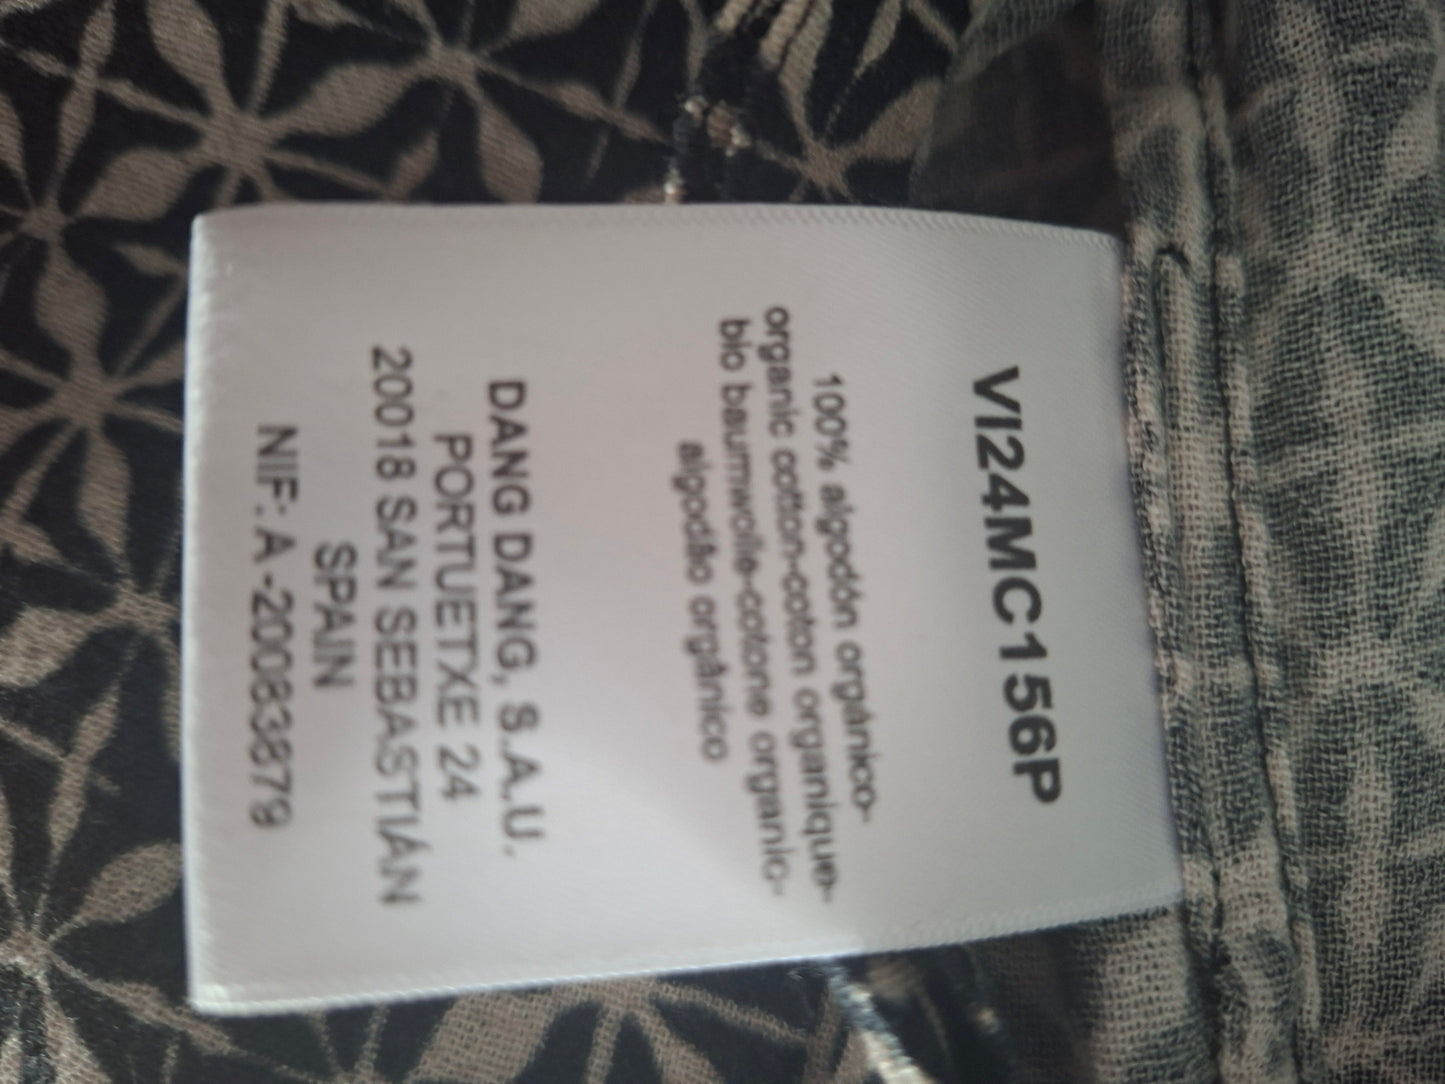 VI24MC156P
100% algodón orgánico-
organic cotton-coton organique-
bio baumwolle-cotone organic-
algodão orgânico
DANG DANG, S.A.U.
PORTUETXE 24
20018 SAN SEBASTIÁN
SPAIN
NIF: A -20083879